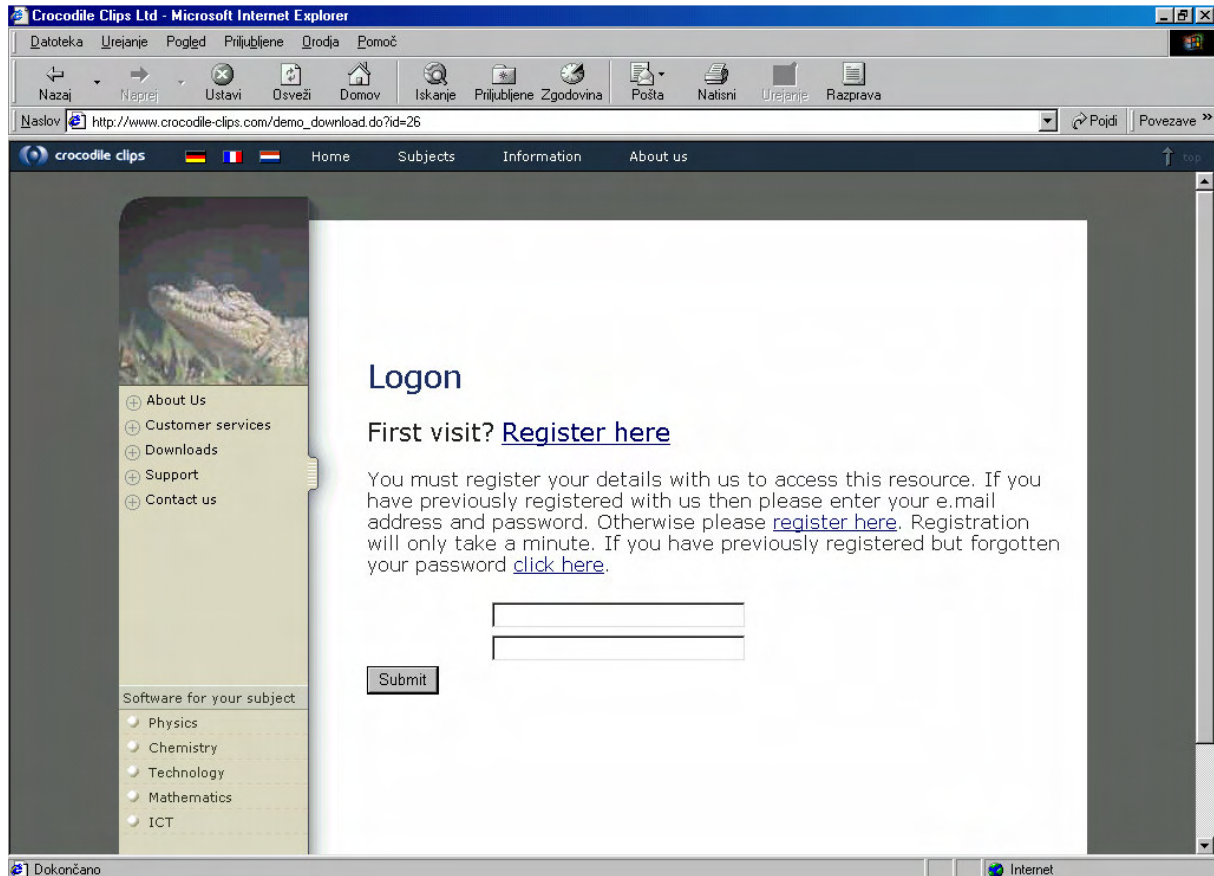 Crocodile Clips Ltd - Microsoft Internet Explorer
Datoteka Urejanje Pogled Priljubljene Orodja Pomoč
Nazaj Naprej Ustavi Osveži Domov Iskanje Priljubljene Zgodovina Pošta Natisni Urejanje Razprava
Naslov http://www.crocodile-clips.com/demo_download.do?id=26 Pojdi Povezave »
crocodile clips Home Subjects Information About us top
Logon
First visit? Register here
You must register your details with us to access this resource. If you
have previously registered with us then please enter your e.mail
address and password. Otherwise please register here. Registration
will only take a minute. If you have previously registered but forgotten
your password click here.
Submit
About Us
Customer services
Downloads
Support
Contact us
Software for your subject
Physics
Chemistry
Technology
Mathematics
ICT
Dokončano Internet